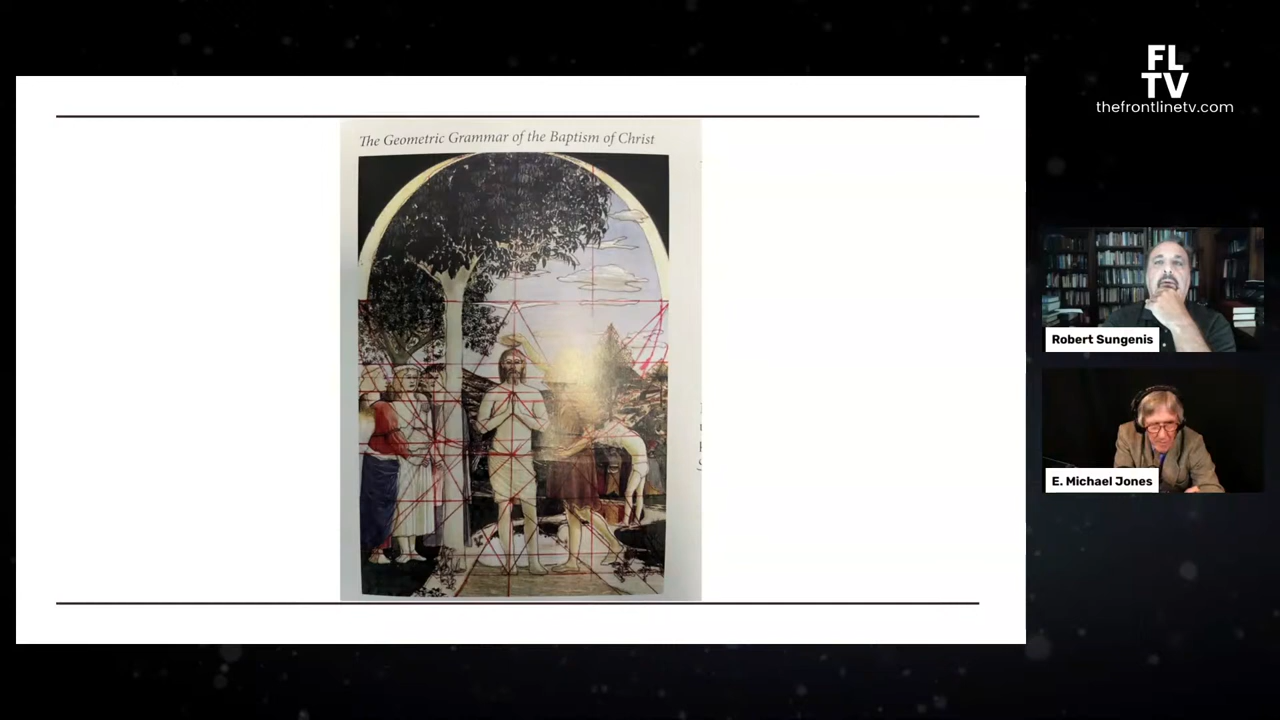 FL
TV
thefrontlinetv.com
The Geometric Grammar of the Baptism of Christ
Robert Sungenis
E. Michael Jones